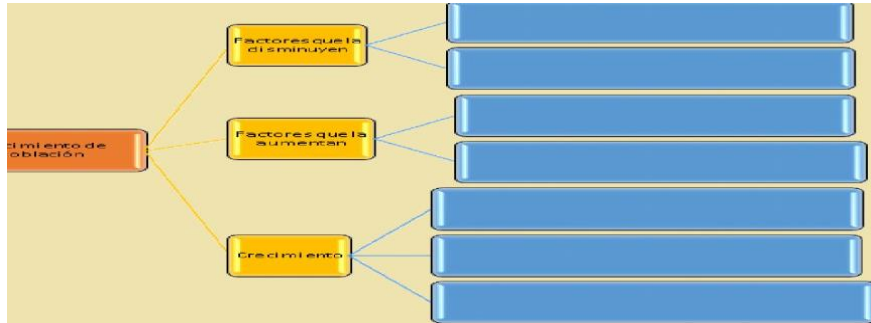 Factores que la
disminuyen
cimiento de
oblación
Factores que la
aumentan
Crecimiento